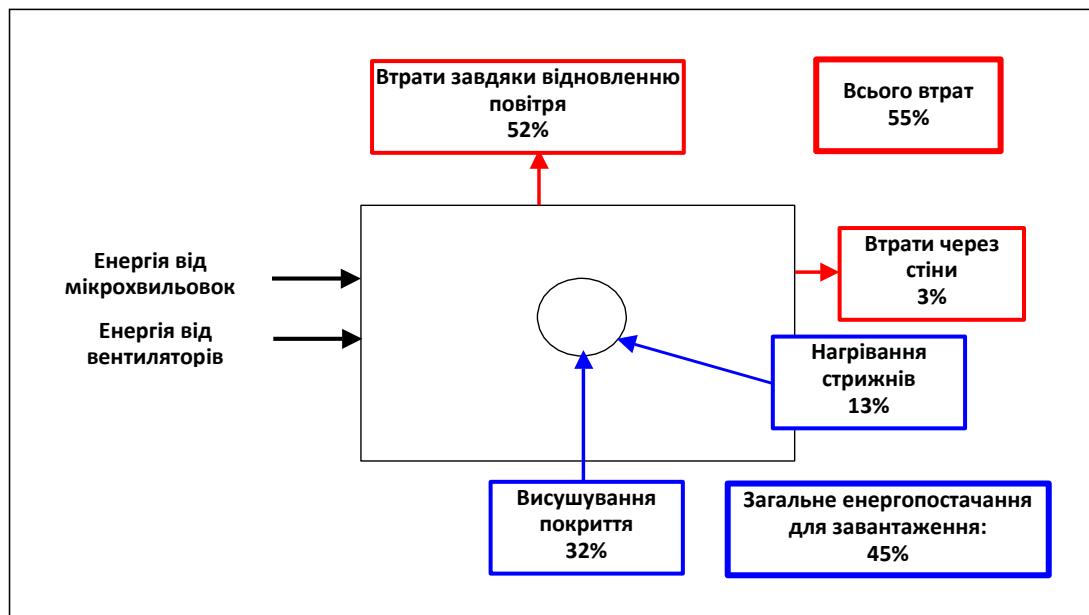 Втрати завдяки відновленню
повітря
52%
Всього втрат
55%
Енергія від
мікрохвильовок
Енергія від
вентиляторів
Втрати через
стіни
3%
Нагрівання
стрижнів
13%
Висушування
покриття
32%
Загальне енергопостачання
для завантаження:
45%